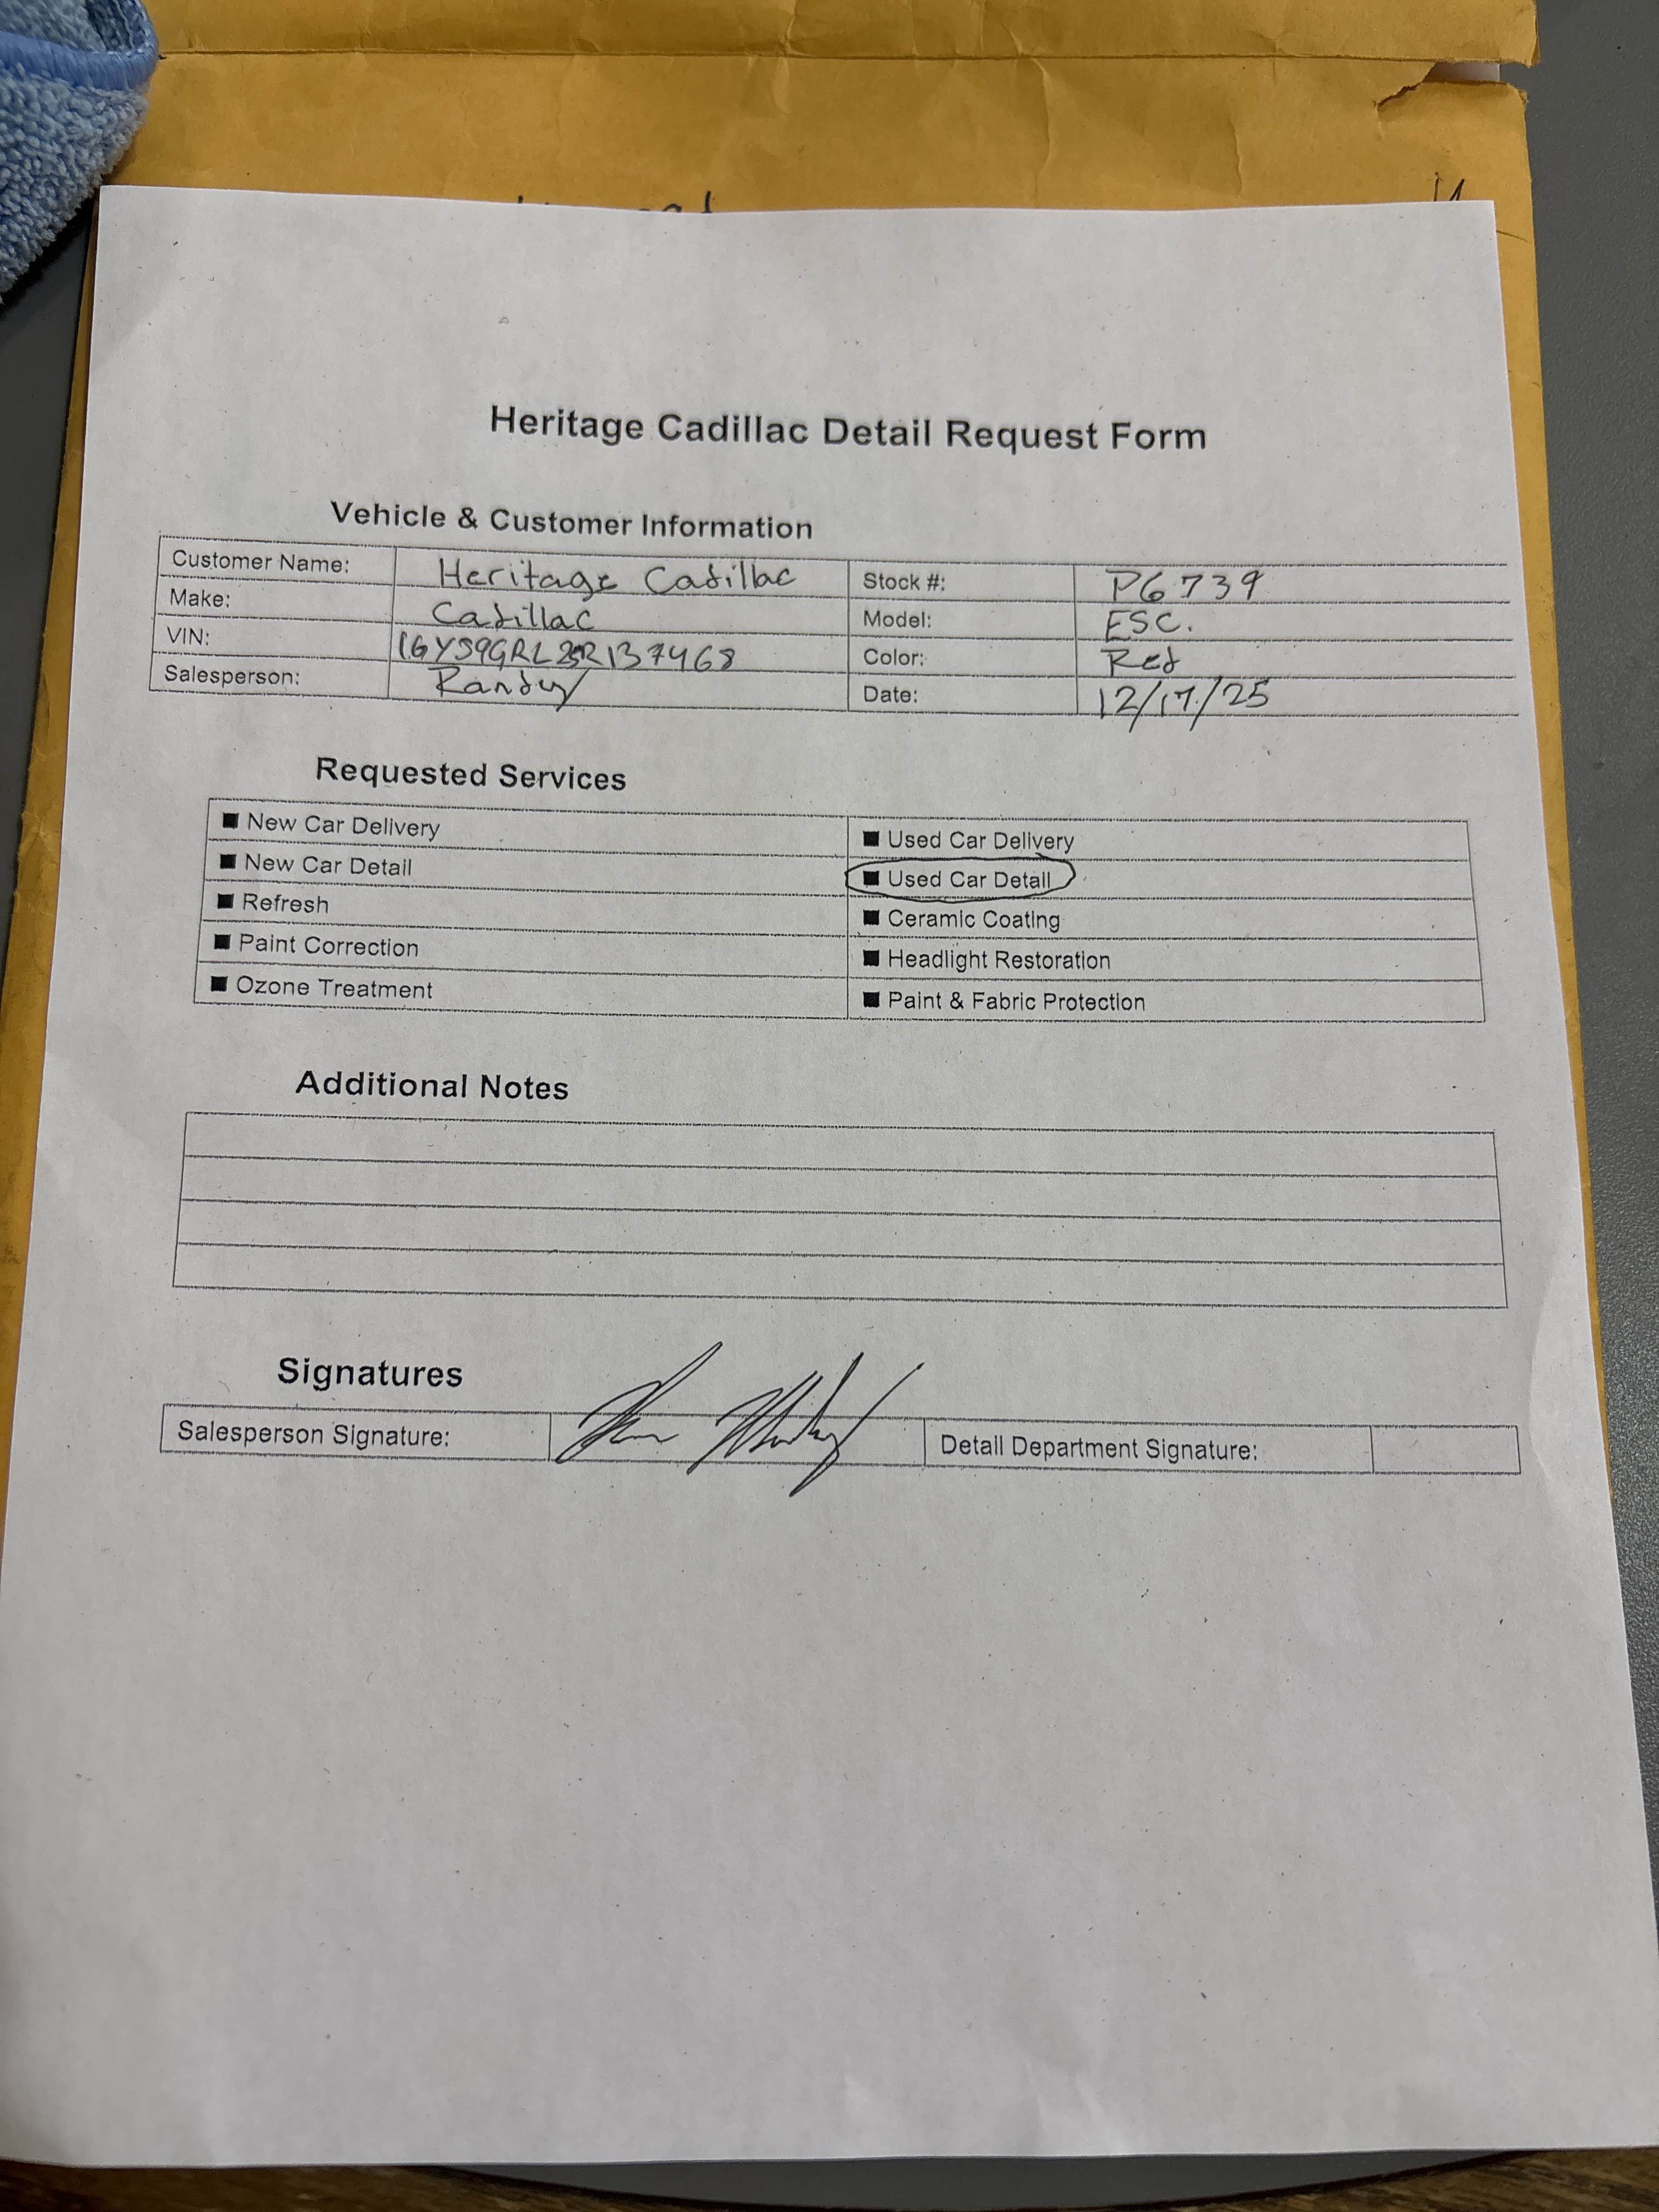 Heritage Cadillac Detail Request Form
Vehicle & Customer Information
Customer Name: Heritage Cadillac Stock #: P6739
Make: Cadillac Model: ESC.
VIN: Color: Red
Salesperson: Randy Date: 12/17/25
Requested Services
■ New Car Delivery ■ Used Car Delivery
■ New Car Detail ■ Used Car Detail
■ Refresh ■ Ceramic Coating
■ Paint Correction ■ Headlight Restoration
■ Ozone Treatment ■ Paint & Fabric Protection
Additional Notes
Signatures
Salesperson Signature: Detail Department Signature: